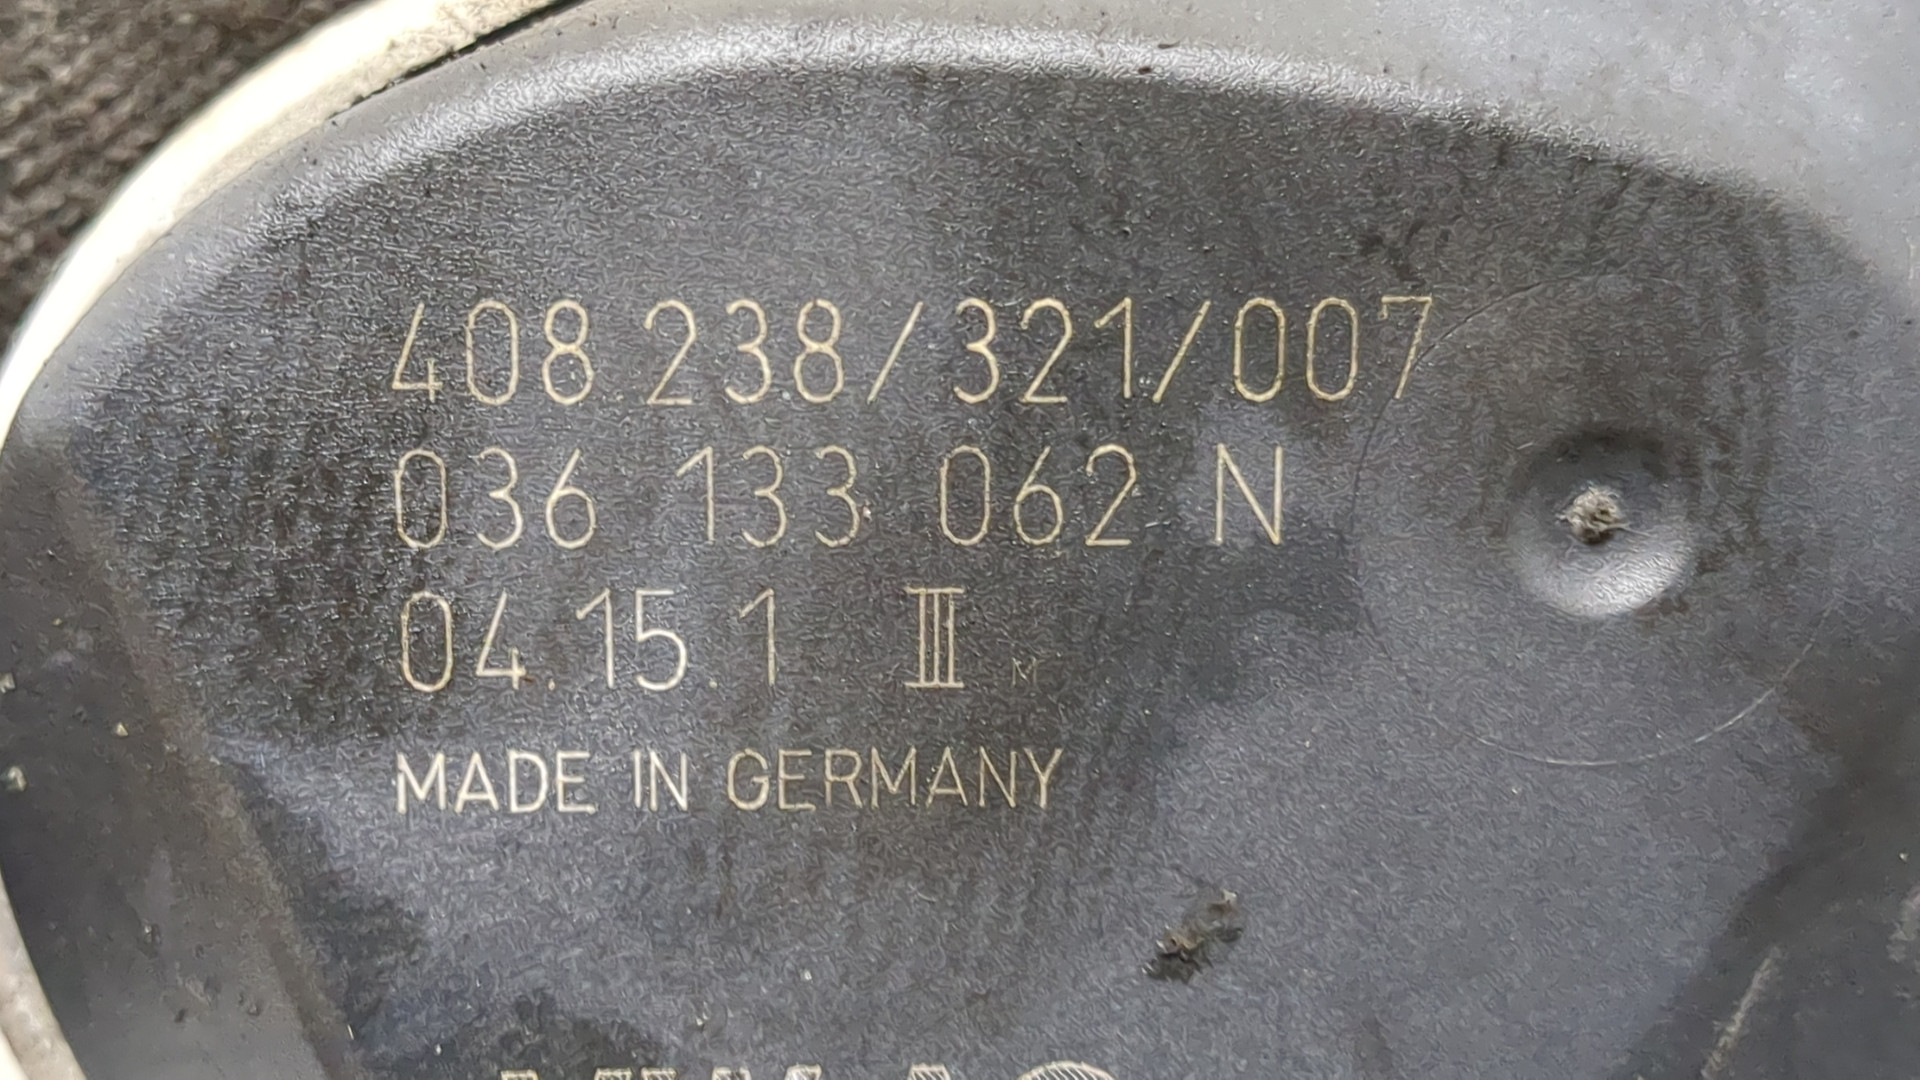 408 238/321/007
036 133 062 N
04.15.1 III M
MADE IN GERMANY